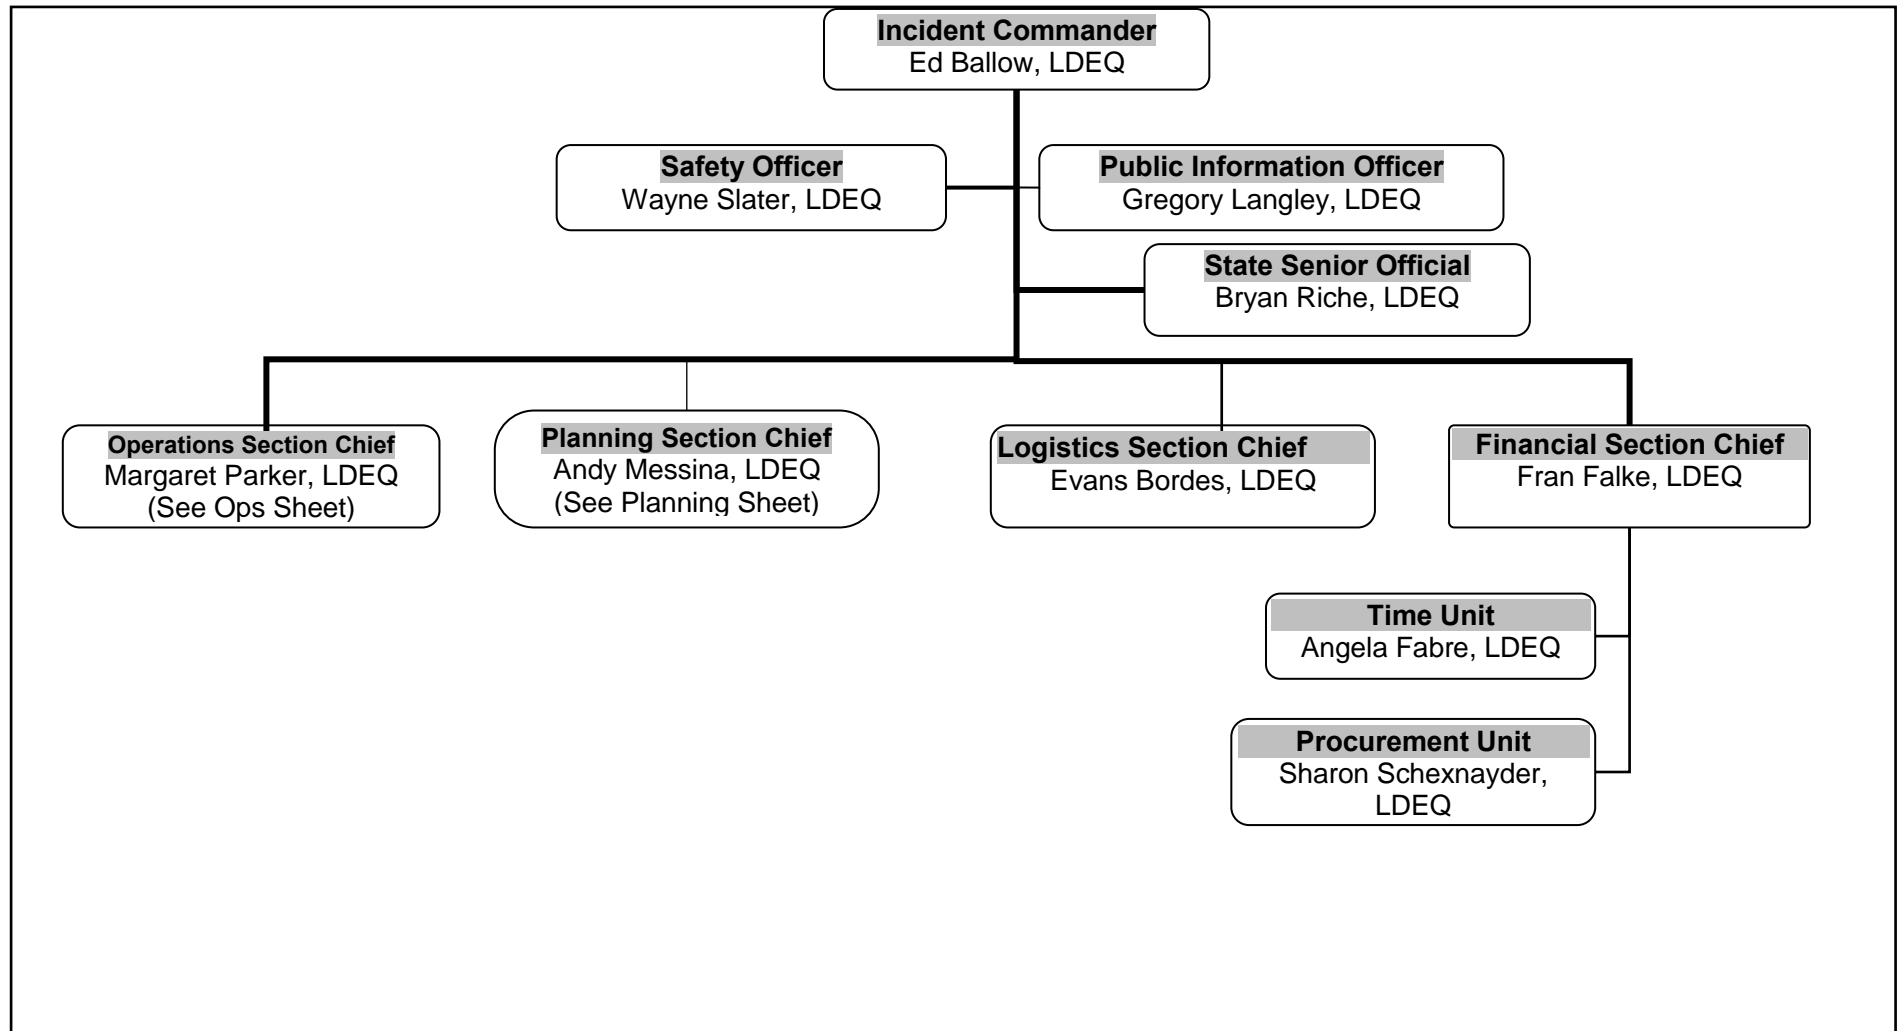 Incident Commander
Ed Ballow, LDEQ
Safety Officer
Wayne Slater, LDEQ
Public Information Officer
Gregory Langley, LDEQ
State Senior Official
Bryan Riche, LDEQ
Operations Section Chief
Margaret Parker, LDEQ
(See Ops Sheet)
Planning Section Chief
Andy Messina, LDEQ
(See Planning Sheet)
Logistics Section Chief
Evans Bordes, LDEQ
Financial Section Chief
Fran Falke, LDEQ
Time Unit
Angela Fabre, LDEQ
Procurement Unit
Sharon Schexnayder,
LDEQ